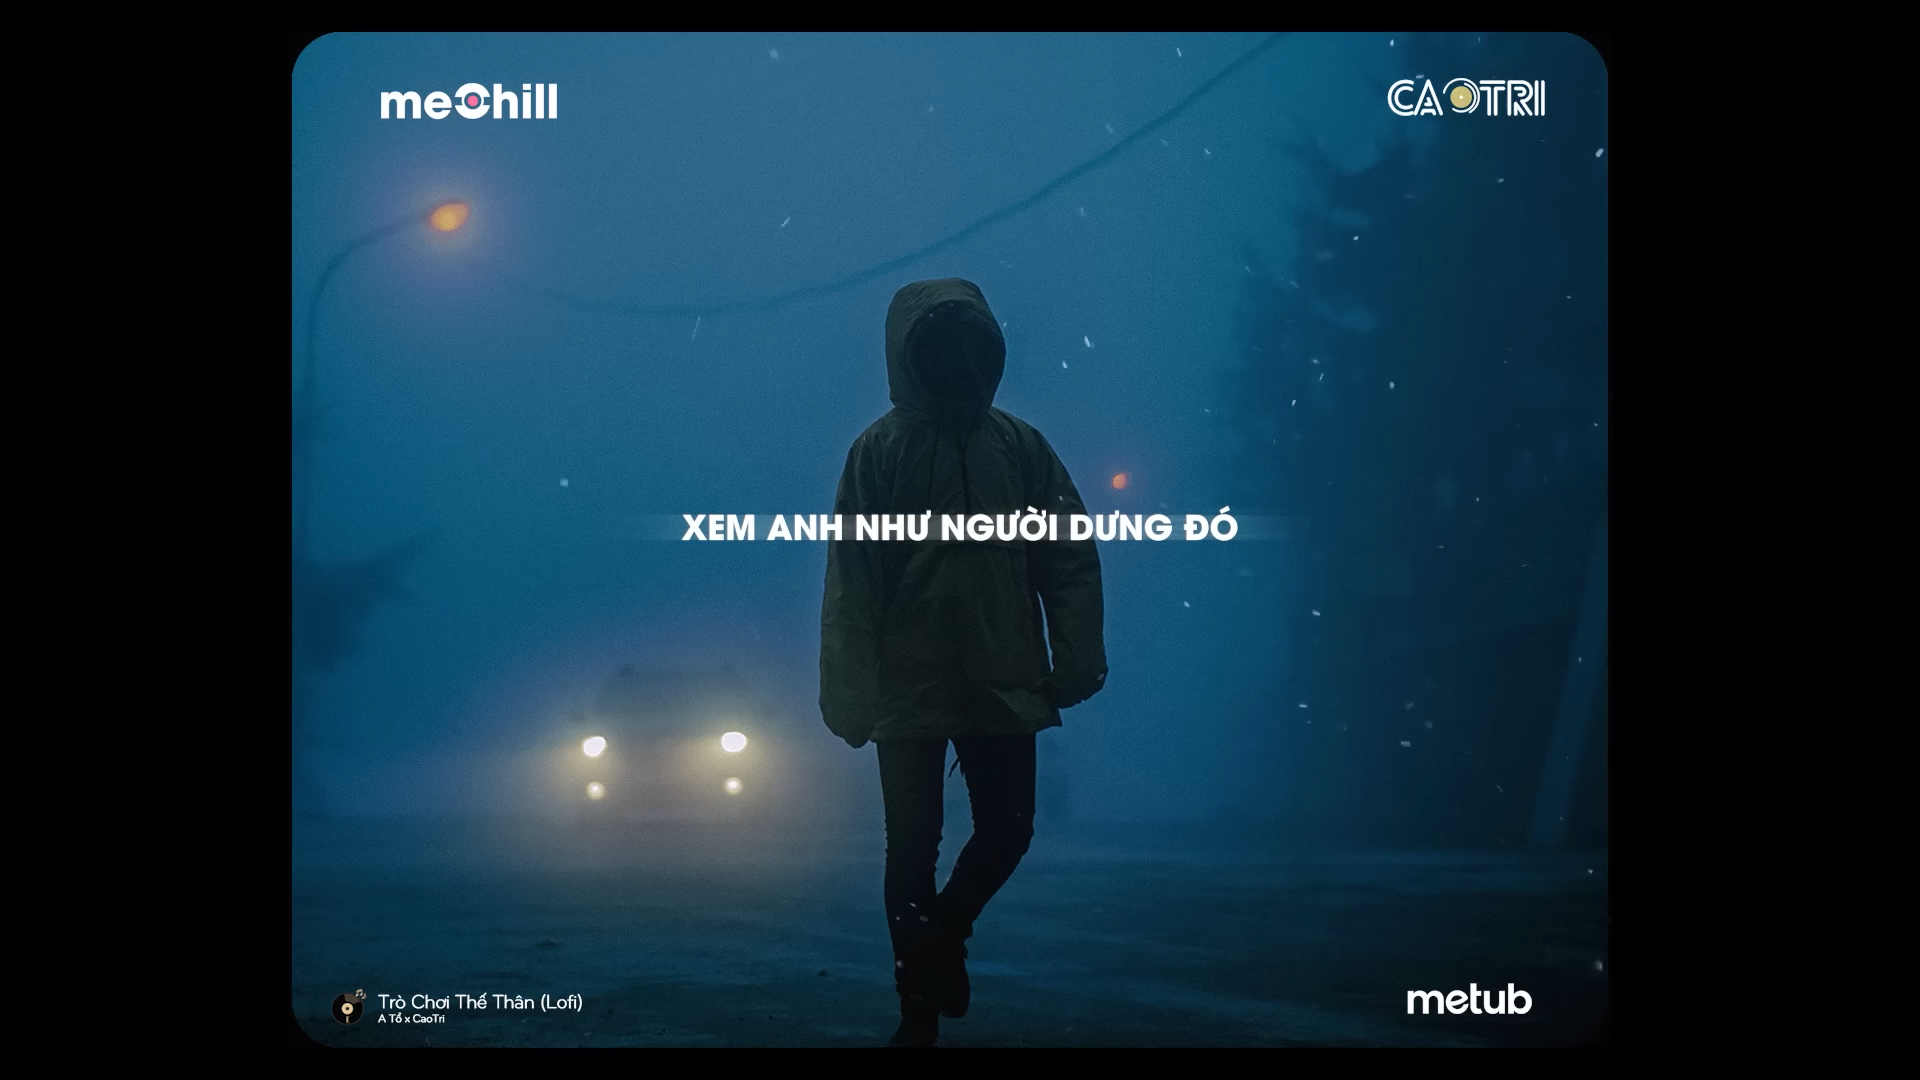 meChill
CAOTRI
XEM ANH NHƯ NGƯỜI DƯNG ĐÓ
Trò Chơi Thế Thân (Lofi)
A Tổ x CaoTri
metub